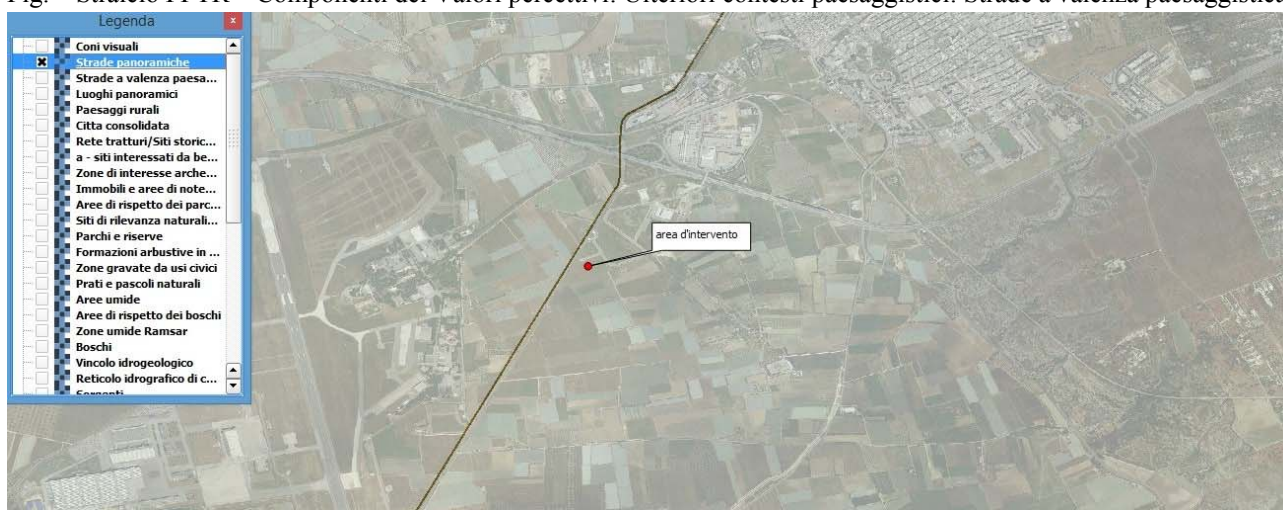 Fig. – Stralcio PPTR – Componenti dei Valori percettivi. Ulteriori contesti paesaggistici: Strade a valenza paesaggistica
Legenda
Coni visuali
Strade panoramiche
Strade a valenza paesa...
Luoghi panoramici
Paesaggi rurali
Citta consolidata
Rete tratturi/Siti storic...
a - siti interessati da be...
Zone di interesse arche...
Immobili e aree di note...
Aree di rispetto dei parc...
Siti di rilevanza naturali...
Parchi e riserve
Formazioni arbustive in ...
Zone gravate da usi civici
Prati e pascoli naturali
Aree umide
Aree di rispetto dei boschi
Zone umide Ramsar
Boschi
Vincolo idrogeologico
Reticolo idrografico di c...
Sorgenti
area d'intervento